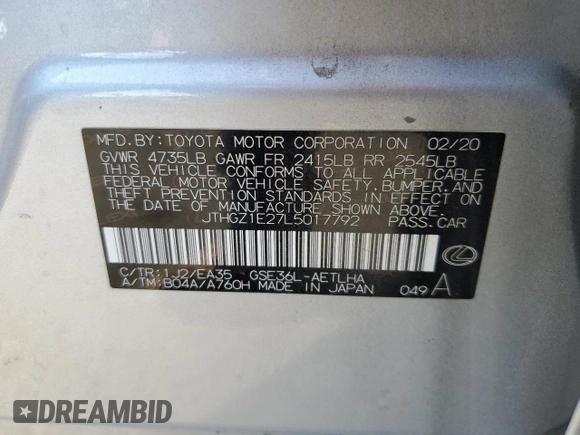 MFD.BY:TOYOTA MOTOR CORPORATION 02/20
GVWR 4735LB GAWR FR 2415LB RR 2545LB
THIS VEHICLE CONFORMS TO ALL APPLICABLE
FEDERAL MOTOR VEHICLE SAFETY,BUMPER,AND
THEFT PREVENTION STANDARDS IN EFFECT ON THE
DATE OF MANUFACTURE SHOWN ABOVE.
JTHGZ1E27L5017792 PASS.CAR
C/TR:1J2/EA35 GSE36L-AETLHA
A/TM:B04A/A760H MADE IN JAPAN 049 A
DREAMBID